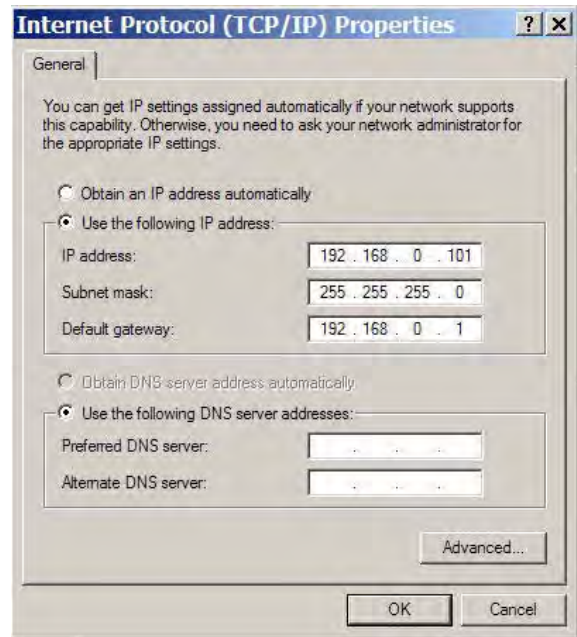 Internet Protocol (TCP/IP) Properties
General
You can get IP settings assigned automatically if your network supports
this capability. Otherwise, you need to ask your network administrator for
the appropriate IP settings.
Obtain an IP address automatically
Use the following IP address:
IP address: 192 . 168 . 0 . 101
Subnet mask: 255 . 255 . 255 . 0
Default gateway: 192 . 168 . 0 . 1
Obtain DNS server address automatically
Use the following DNS server addresses:
Preferred DNS server: . . .
Alternate DNS server: . . .
Advanced...
OK Cancel